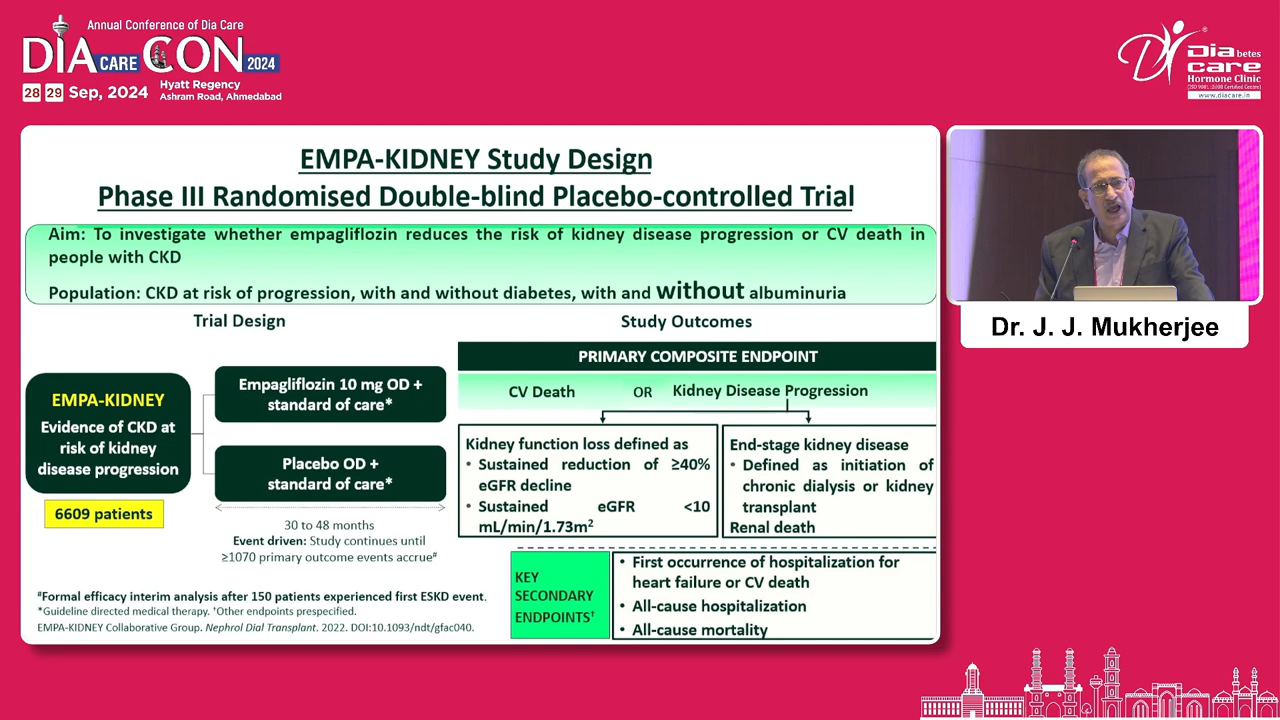 Annual Conference of Dia Care
DIA CARE CON 2024
28 29 Sep, 2024
Hyatt Regency
Ashram Road, Ahmedabad
Diabetes
care
Hormone Clinic
(ISO 9001:2008 Certified Centre)
www.diacare.in
EMPA-KIDNEY Study Design
Phase III Randomised Double-blind Placebo-controlled Trial
Aim: To investigate whether empagliflozin reduces the risk of kidney disease progression or CV death in
people with CKD
Population: CKD at risk of progression, with and without diabetes, with and without albuminuria
Trial Design
EMPA-KIDNEY
Evidence of CKD at
risk of kidney
disease progression
6609 patients
Empagliflozin 10 mg OD +
standard of care*
Placebo OD +
standard of care*
30 to 48 months
Event driven: Study continues until
≥1070 primary outcome events accrue#
Study Outcomes
PRIMARY COMPOSITE ENDPOINT
CV Death OR Kidney Disease Progression
Kidney function loss defined as
• Sustained reduction of ≥40%
eGFR decline
• Sustained eGFR <10
mL/min/1.73m²
End-stage kidney disease
• Defined as initiation of
chronic dialysis or kidney
transplant
Renal death
KEY
SECONDARY
ENDPOINTS†
• First occurrence of hospitalization for
heart failure or CV death
• All-cause hospitalization
• All-cause mortality
#Formal efficacy interim analysis after 150 patients experienced first ESKD event.
*Guideline directed medical therapy. †Other endpoints prespecified.
EMPA-KIDNEY Collaborative Group. Nephrol Dial Transplant. 2022. DOI:10.1093/ndt/gfac040.
Dr. J. J. Mukherjee